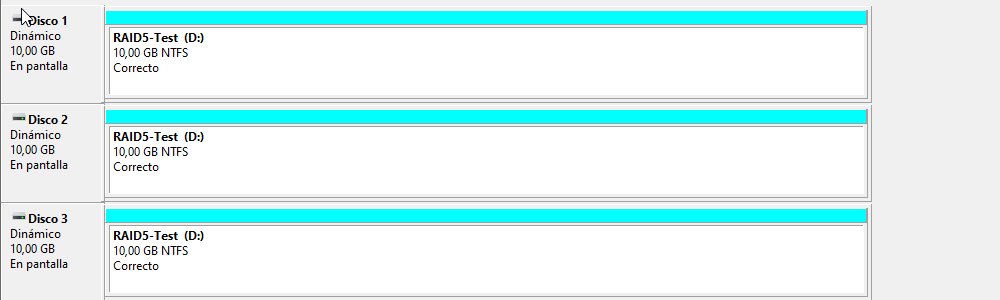 Disco 1
Dinámico
10,00 GB
En pantalla
RAID5-Test (D:)
10,00 GB NTFS
Correcto
Disco 2
Dinámico
10,00 GB
En pantalla
RAID5-Test (D:)
10,00 GB NTFS
Correcto
Disco 3
Dinámico
10,00 GB
En pantalla
RAID5-Test (D:)
10,00 GB NTFS
Correcto